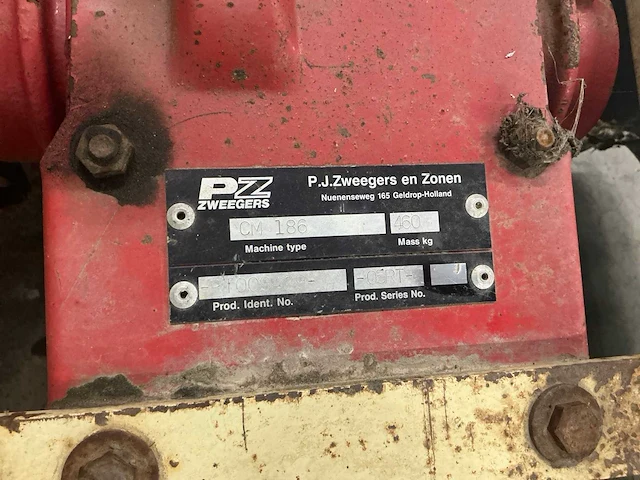 PZ
ZWEEGERS
P.J.Zweegers en Zonen
Nuenenseweg 165 Geldrop-Holland
CM 186
460
Machine type
Mass kg
Prod. Ident. No.
Prod. Series No.